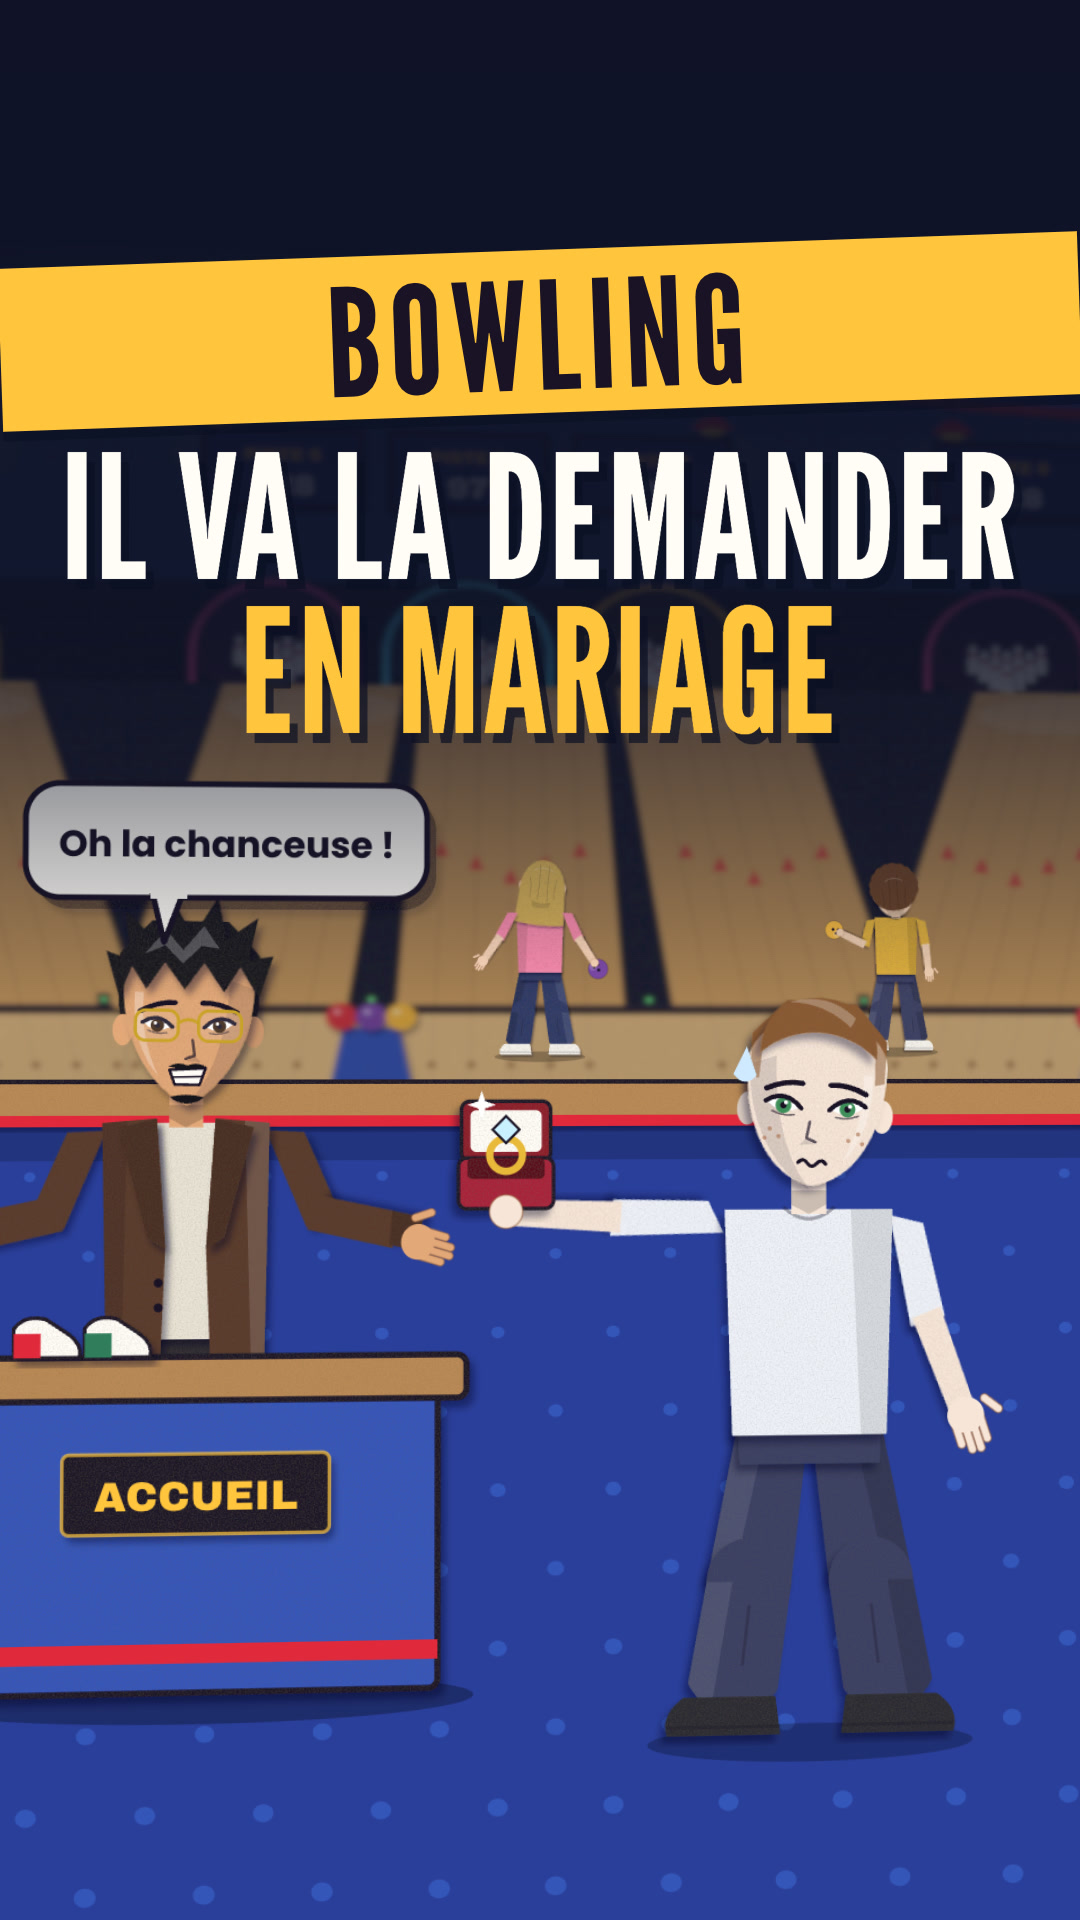 BOWLING
IL VA LA DEMANDER
EN MARIAGE
Oh la chanceuse !
ACCUEIL